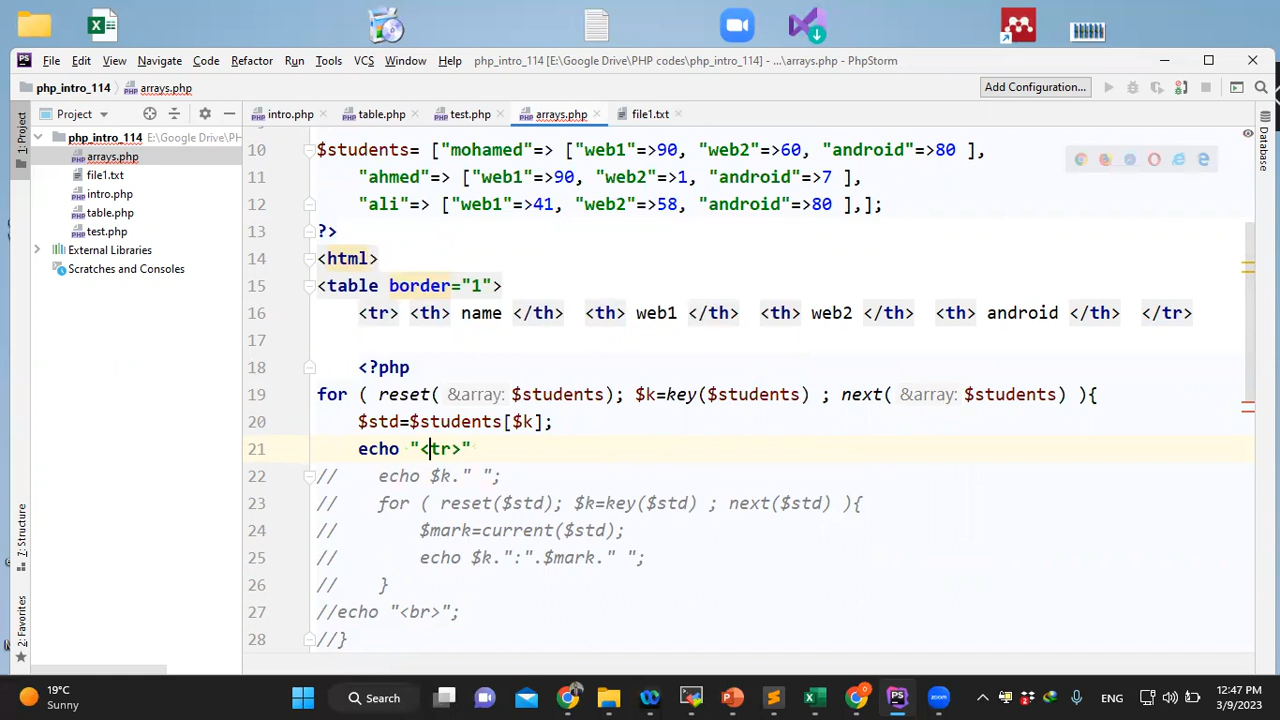 File Edit View Navigate Code Refactor Run Tools VCS Window Help php_intro_114 [E:\Google Drive\PHP codes\php_intro_114] - ...\arrays.php - PhpStorm
php_intro_114 arrays.php Add Configuration...
Project intro.php table.php test.php arrays.php file1.txt
1: Project
php_intro_114 E:\Google Drive\PH
arrays.php
file1.txt
intro.php
table.php
test.php
External Libraries
Scratches and Consoles
7: Structure
2: Favorites
Database
10 $students= ["mohamed"=> ["web1"=>90, "web2"=>60, "android"=>80 ],
11 "ahmed"=> ["web1"=>90, "web2"=>1, "android"=>7 ],
12 "ali"=> ["web1"=>41, "web2"=>58, "android"=>80 ],];
13 ?>
14 <html>
15 <table border="1">
16 <tr> <th> name </th> <th> web1 </th> <th> web2 </th> <th> android </th> </tr>
17
18 <?php
19 for ( reset( &array: $students); $k=key($students) ; next( &array: $students) ){
20 $std=$students[$k];
21 echo "<tr>"
22 // echo $k." ";
23 // for ( reset($std); $k=key($std) ; next($std) ){
24 // $mark=current($std);
25 // echo $k.":".$mark." ";
26 // }
27 //echo "<br>";
28 //}
19°C
Sunny
Search
ENG
12:47 PM
3/9/2023